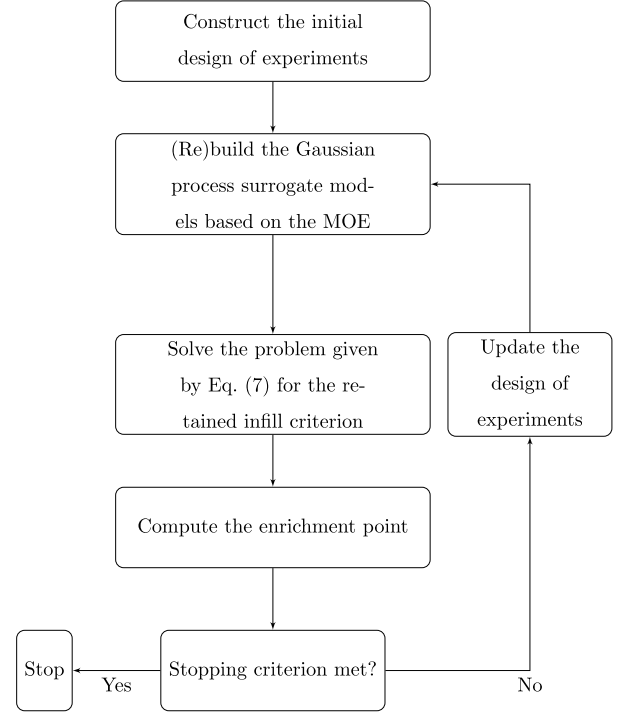 Construct the initial
design of experiments
(Re)build the Gaussian
process surrogate mod-
els based on the MOE
Solve the problem given
by Eq. (7) for the re-
tained infill criterion
Update the
design of
experiments
Compute the enrichment point
Stop
Yes
Stopping criterion met?
No